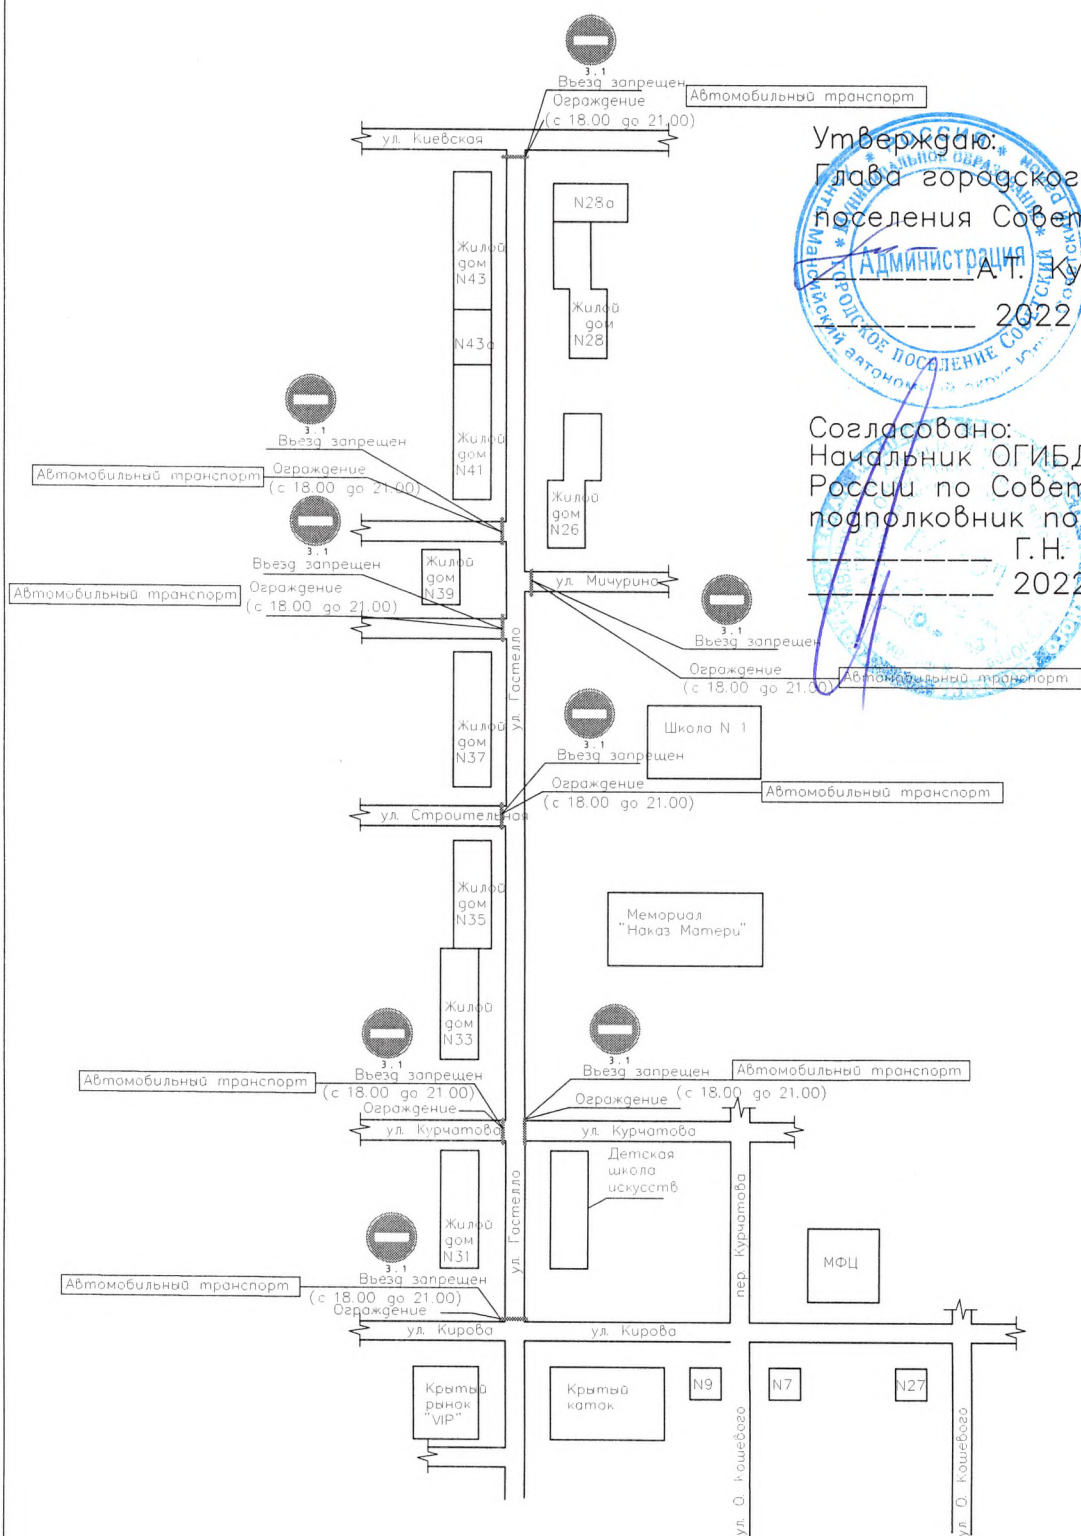 3.1
Въезд запрещен
Ограждение
(с 18.00 до 21.00)
Автомобильный транспорт
ул. Киевская
Утверждаю:
Глава городского
поселения Совет
А.Т. Ку
2022
РОССИЯ
МУНИЦИПАЛЬНОЕ ОБРАЗОВАНИЕ
Администрация
ГОРОДСКОЕ ПОСЕЛЕНИЕ СОВЕТСКИЙ
N28а
Жилой
дом
N43
Жилой
дом
N28
N43а
3.1
Въезд запрещен
Автомобильный транспорт
Ограждение
(с 18.00 до 21.00)
Жилой
дом
N41
Согласовано:
Начальник ОГИБД
России по Совет
подполковник по
Г.Н.
2022
Жилой
дом
N26
3.1
Въезд запрещен
Автомобильный транспорт
Ограждение
(с 18.00 до 21.00)
Жилой
дом
N39
ул. Мичурина
3.1
Въезд запрещен
Ограждение
(с 18.00 до 21.00)
Автомобильный транспорт
ул. Гастелло
Жилой
дом
N37
3.1
Въезд запрещен
Ограждение
(с 18.00 до 21.00)
Автомобильный транспорт
Школа N 1
ул. Строительная
Жилой
дом
N35
Мемориал
"Наказ Матери"
Жилой
дом
N33
3.1
Въезд запрещен
Автомобильный транспорт
(с 18.00 до 21.00)
Ограждение
3.1
Въезд запрещен
Автомобильный транспорт
(с 18.00 до 21.00)
Ограждение
ул. Курчатова
ул. Курчатова
Детская
школа
искусств
Жилой
дом
N31
ул. Гастелло
пер. Курчатова
МФЦ
3.1
Въезд запрещен
Автомобильный транспорт
(с 18.00 до 21.00)
Ограждение
ул. Кирова
ул. Кирова
Крытый
рынок
"VIP"
Крытый
каток
N9
N7
N27
ул. О. Кошевого
ул. О. Кошевого